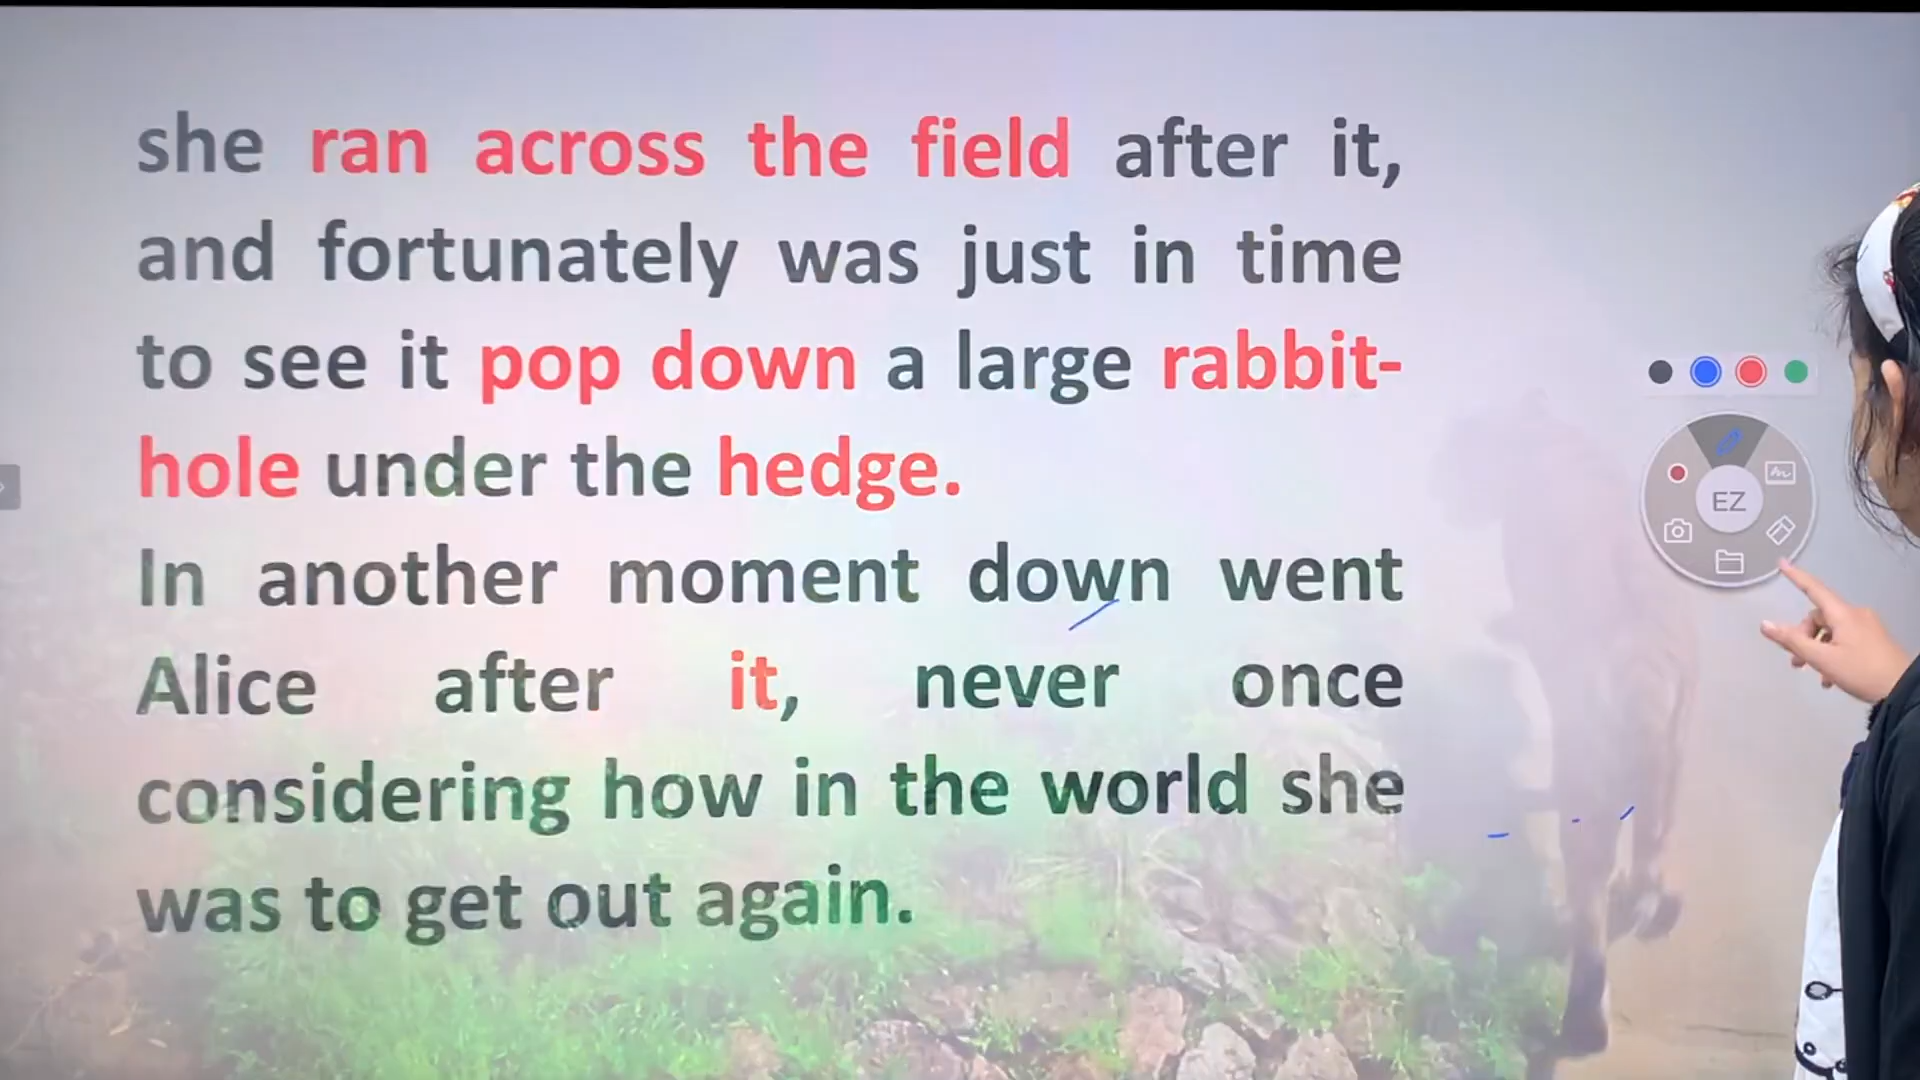 she ran across the field after it,
and fortunately was just in time
to see it pop down a large rabbit-
hole under the hedge.
In another moment down went
Alice after it, never once
considering how in the world she
was to get out again.
EZ